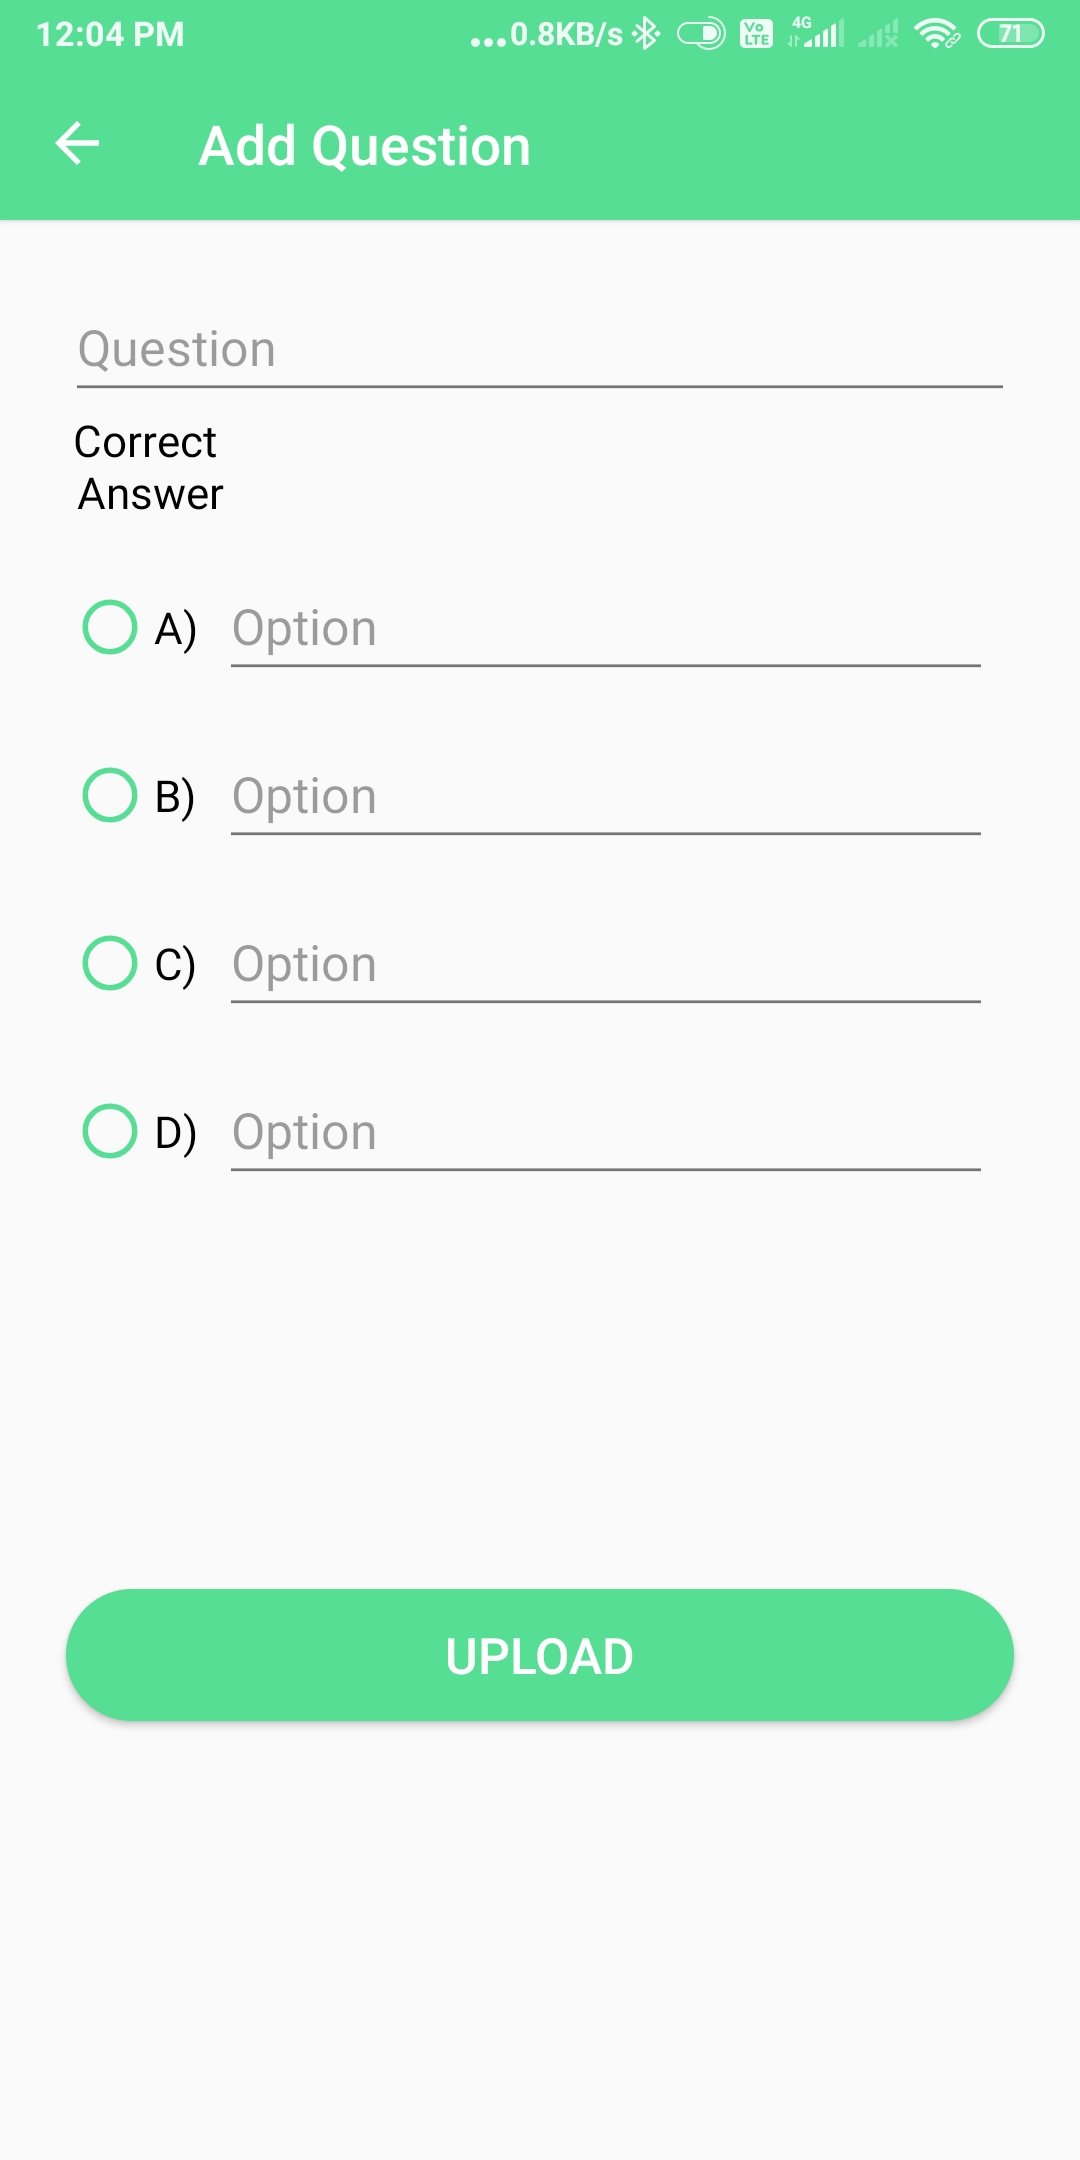 12:04 PM ...0.8KB/s Vo LTE 4G 71
Add Question
Question
Correct
Answer
A) Option
B) Option
C) Option
D) Option
UPLOAD